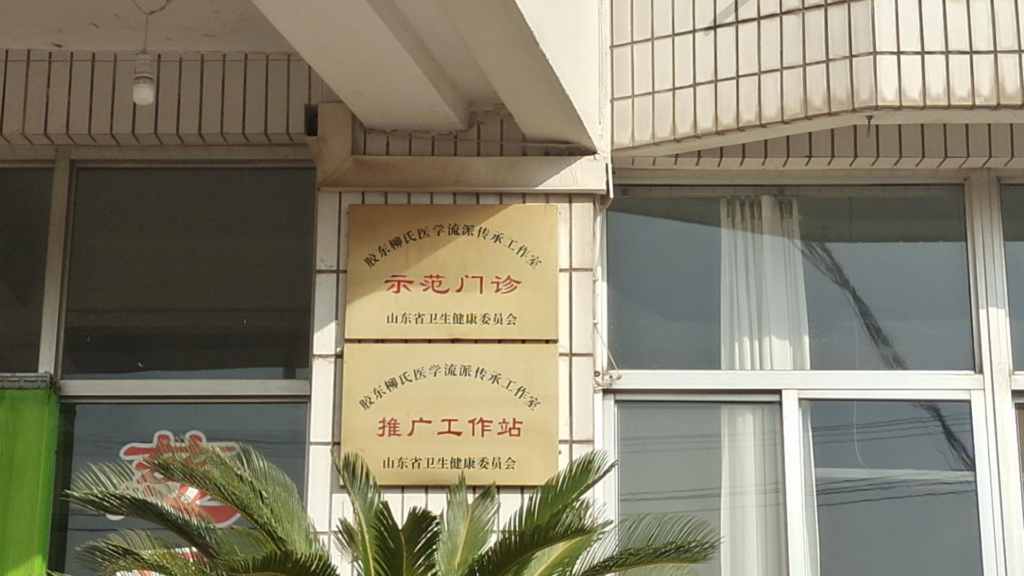 胶东柳氏医学流派传承工作室
示范门诊
山东省卫生健康委员会
胶东柳氏医学流派传承工作室
推广工作站
山东省卫生健康委员会